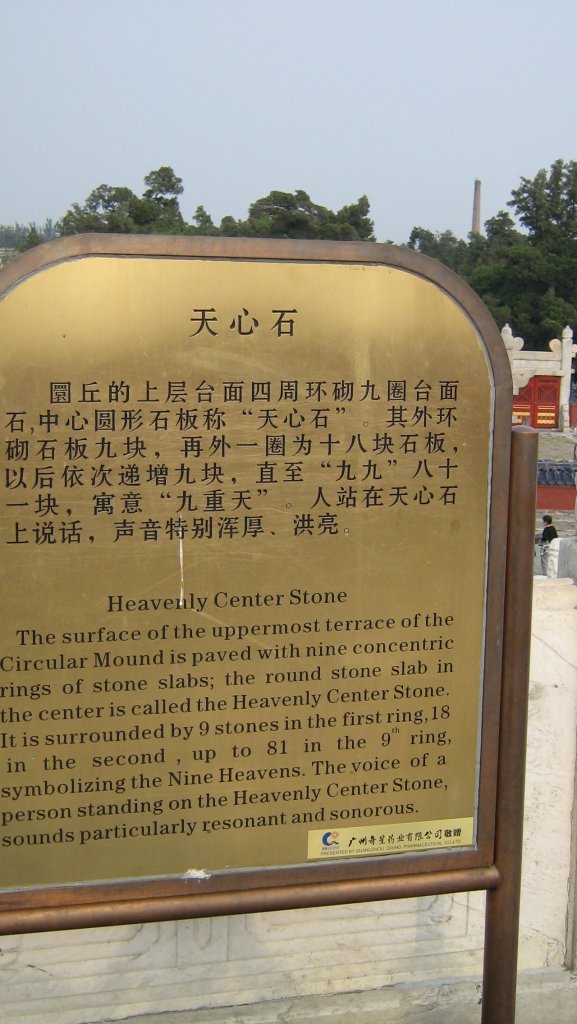 天心石
圜丘的上层台面四周环砌九圈台面
石,中心圆形石板称“天心石”。其外环
砌石板九块，再外一圈为十八块石板，
以后依次递增九块，直至“九九”八十
一块，寓意“九重天”。人站在天心石
上说话，声音特别浑厚、洪亮。
Heavenly Center Stone
The surface of the uppermost terrace of the
Circular Mound is paved with nine concentric
rings of stone slabs; the round stone slab in
the center is called the Heavenly Center Stone.
It is surrounded by 9 stones in the first ring,18
in the second , up to 81 in the 9th ring,
symbolizing the Nine Heavens. The voice of a
person standing on the Heavenly Center Stone,
sounds particularly resonant and sonorous.
广州奇星药业有限公司敬赠
PRESENTED BY GUANGZHOU QIXING PHARMACEUTICAL CO.,LTD.